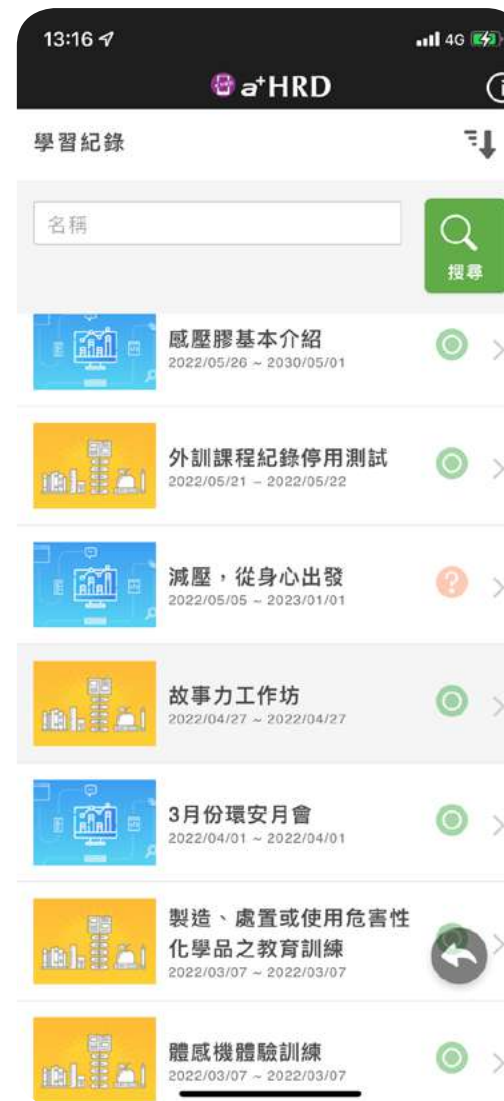 13:16
4G
a⁺HRD
學習紀錄
名稱
搜尋
感壓膠基本介紹
2022/05/26 ~ 2030/05/01
外訓課程紀錄停用測試
2022/05/21 ~ 2022/05/22
減壓，從身心出發
2022/05/05 ~ 2023/01/01
故事力工作坊
2022/04/27 ~ 2022/04/27
3月份環安月會
2022/04/01 ~ 2022/04/01
製造、處置或使用危害性
化學品之教育訓練
2022/03/07 ~ 2022/03/07
體感機體驗訓練
2022/03/07 ~ 2022/03/07